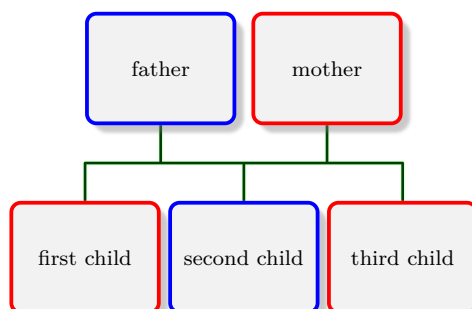 father
mother
first child
second child
third child